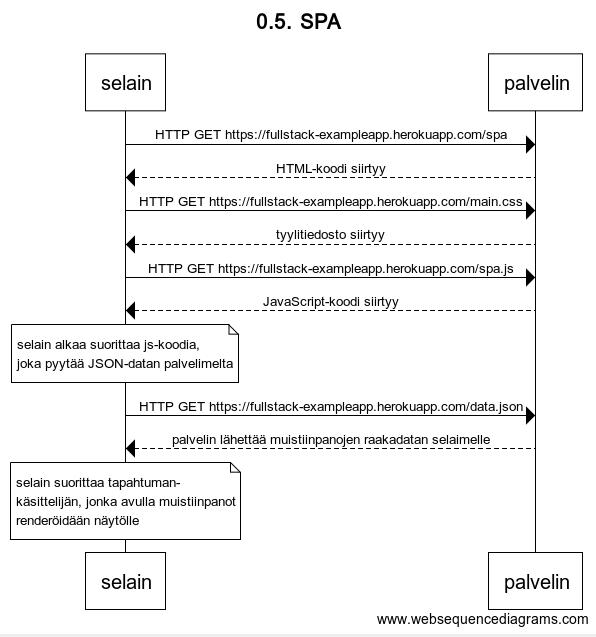 0.5. SPA
selain
palvelin
HTTP GET https://fullstack-exampleapp.herokuapp.com/spa
HTML-koodi siirtyy
HTTP GET https://fullstack-exampleapp.herokuapp.com/main.css
tyylitiedosto siirtyy
HTTP GET https://fullstack-exampleapp.herokuapp.com/spa.js
JavaScript-koodi siirtyy
selain alkaa suorittaa js-koodia,
joka pyytää JSON-datan palvelimelta
HTTP GET https://fullstack-exampleapp.herokuapp.com/data.json
palvelin lähettää muistiinpanojen raakadatan selaimelle
selain suorittaa tapahtuman-
käsittelijän, jonka avulla muistiinpanot
renderöidään näytölle
selain
palvelin
www.websequencediagrams.com